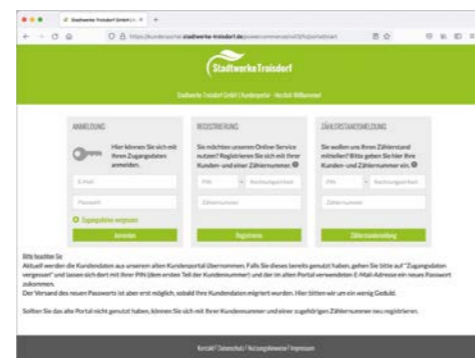 Stadtwerke Troisdorf GmbH | K
https://kundenportal.stadtwerke-troisdorf.de/powercommerce/
StadtwerkeTroisdorf
Stadtwerke Troisdorf GmbH | Kundenportal - Herzlich Willkommen!
ANMELDUNG
Hier können Sie sich mit
Ihren Zugangsdaten
anmelden.
E-Mail
Passwort
Zugangsdaten vergessen
Anmelden
REGISTRIERUNG
Sie möchten unseren Online-Service
nutzen? Registrieren Sie sich mit Ihrer
Kunden- und einer Zählernummer.
PIN - Rechnungseinheit
Zählernummer
Registrieren
ZÄHLERSTANDSMELDUNG
Sie wollen uns Ihren Zählerstand
mitteilen? Bitte geben Sie hier Ihre
Kunden- und Zählernummer ein.
PIN - Rechnungseinheit
Zählernummer
Zählerstandsmeldung
Bitte beachten Sie
Aktuell werden die Kundendaten aus unserem alten Kundenportal übernommen. Falls Sie dieses bereits genutzt haben, gehen Sie bitte auf "Zugangsdaten
vergessen" und lassen sich dort mit Ihrer PIN (dem ersten Teil der Kundennummer) und der im alten Portal verwendeten E-Mail-Adresse ein neues Passwort
zukommen.
Der Versand des neuen Passworts ist aber erst möglich, sobald Ihre Kundendaten migriert wurden. Hier bitten wir um ein wenig Geduld.
Sollten Sie das alte Portal nicht genutzt haben, können Sie sich mit Ihrer Kundennummer und einer zugehörigen Zählernummer neu registrieren.
Kontakt | Datenschutz | Nutzungshinweise | Impressum